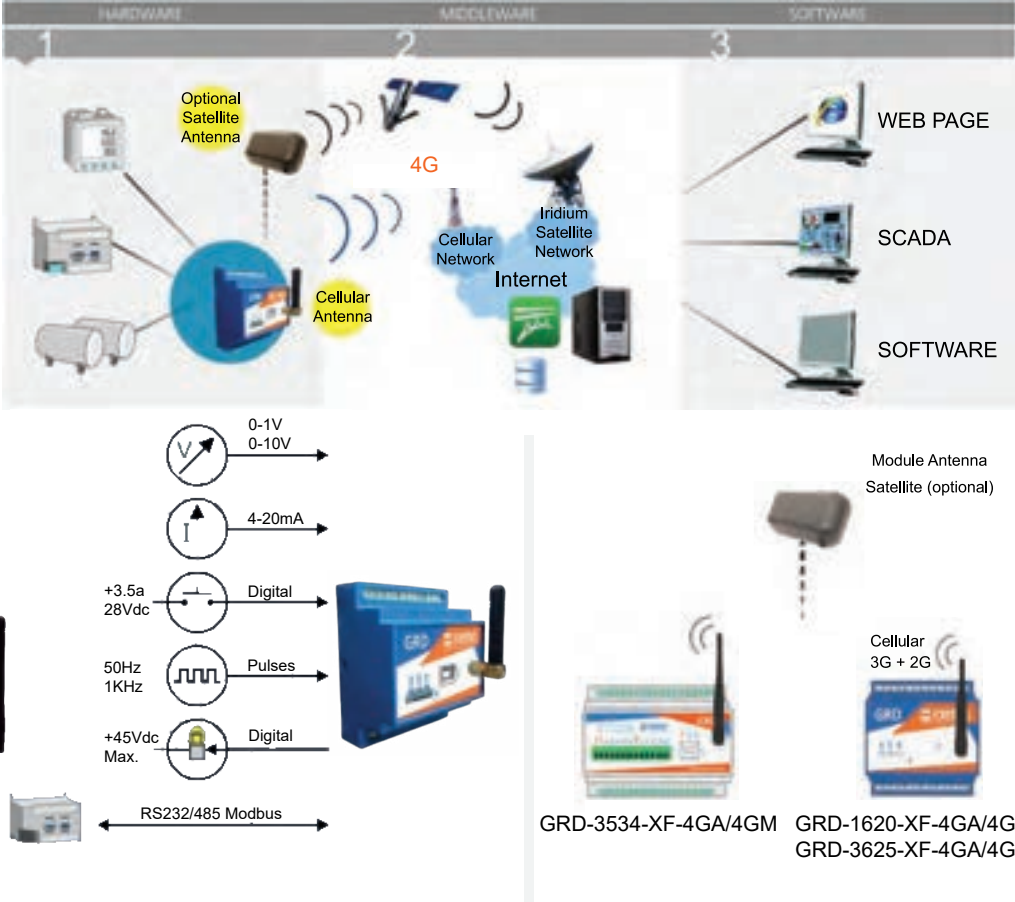 HARDWARE
MIDDLEWARE
SOFTWARE
1
2
3
Optional
Satellite
Antenna
4G
Cellular
Network
Iridium
Satellite
Network
Internet
Cellular
Antenna
WEB PAGE
SCADA
SOFTWARE
GRD
0-1V
0-10V
V
4-20mA
I
+3.5a
28Vdc
Digital
50Hz
1KHz
Pulses
+45Vdc
Max.
Digital
RS232/485 Modbus
GRD
Module Antenna
Satellite (optional)
Cellular
3G + 2G
GRD
GRD-3534-XF-4GA/4GM
GRD-1620-XF-4GA/4G
GRD-3625-XF-4GA/4G